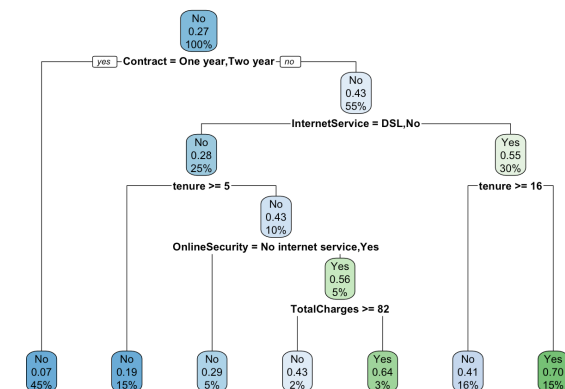 No
0.27
100%
yes Contract = One year,Two year no
No
0.43
55%
InternetService = DSL,No
No
0.28
25%
Yes
0.55
30%
tenure >= 5
tenure >= 16
No
0.43
10%
OnlineSecurity = No internet service,Yes
Yes
0.56
5%
TotalCharges >= 82
No
0.07
45%
No
0.19
15%
No
0.29
5%
No
0.43
2%
Yes
0.64
3%
No
0.41
16%
Yes
0.70
15%